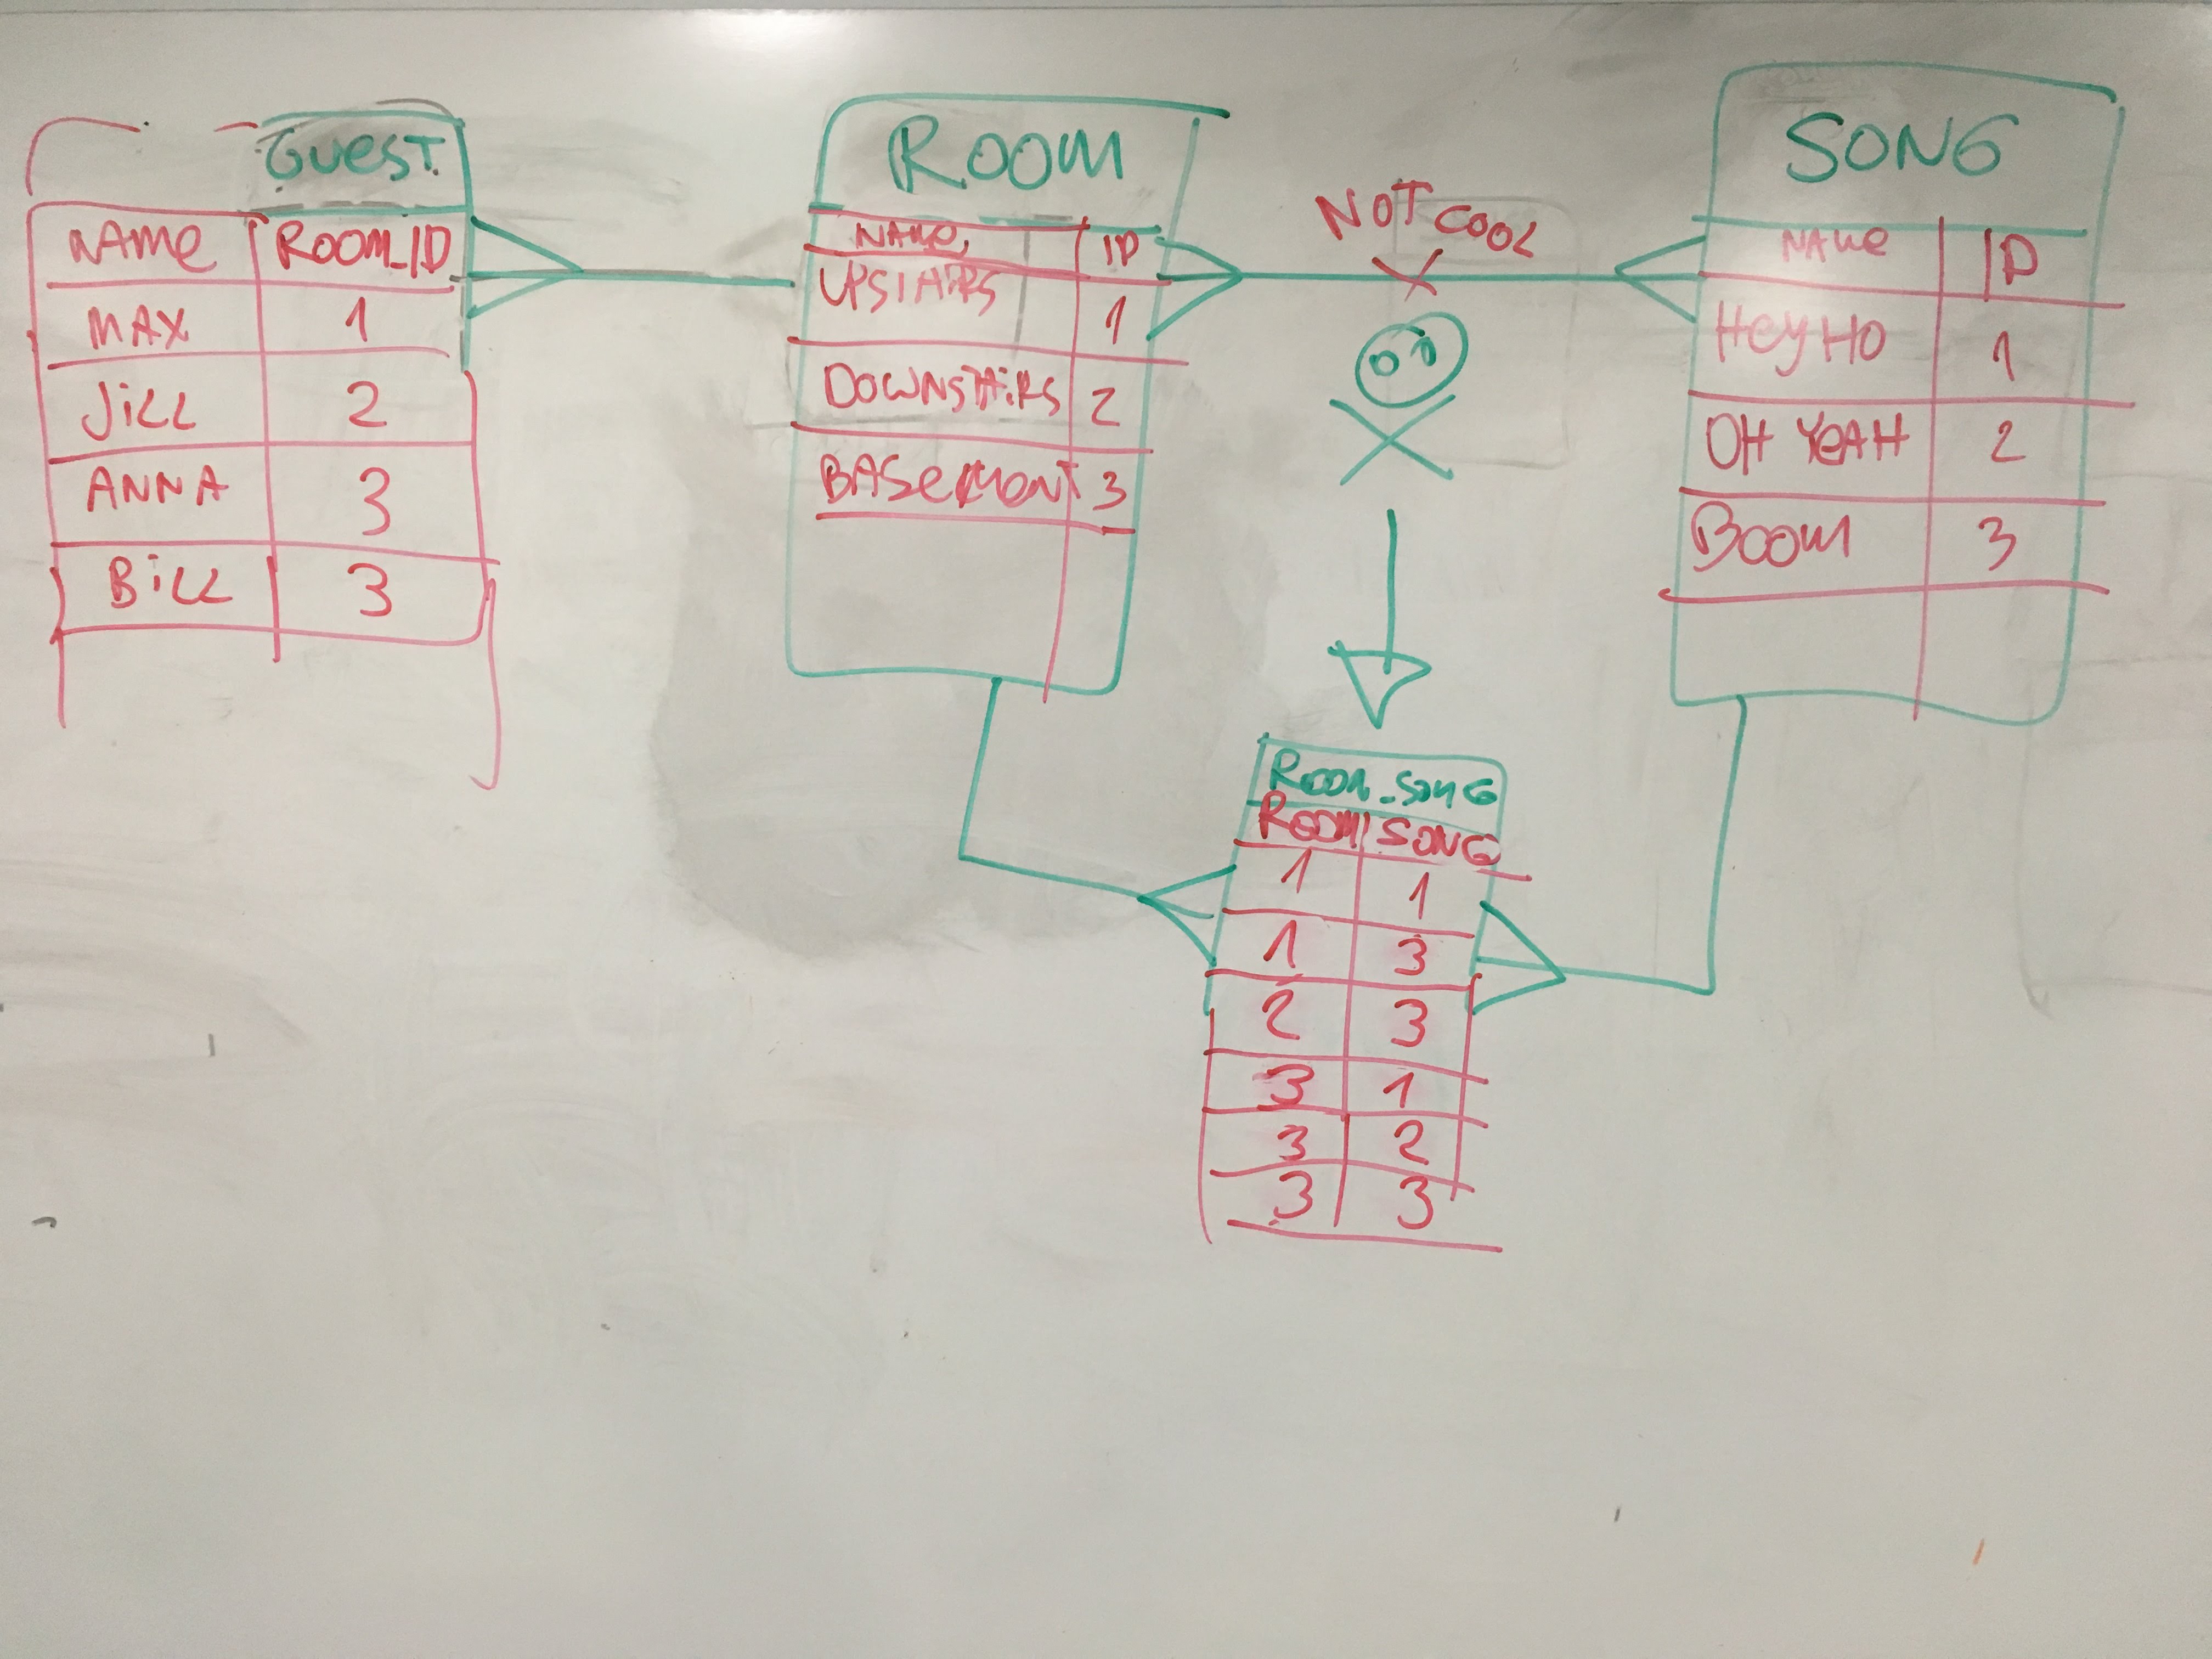 GUEST
NAME ROOM_ID
MAX 1
JILL 2
ANNA 3
BILL 3
ROOM
NAME ID
UPSTAIRS 1
DOWNSTAIRS 2
BASEMENT 3
NOT COOL
SONG
NAME ID
HEY HO 1
OH YEAH 2
BOOM 3
ROOM_SONG
ROOM SONG
1 1
1 3
2 3
3 1
3 2
3 3